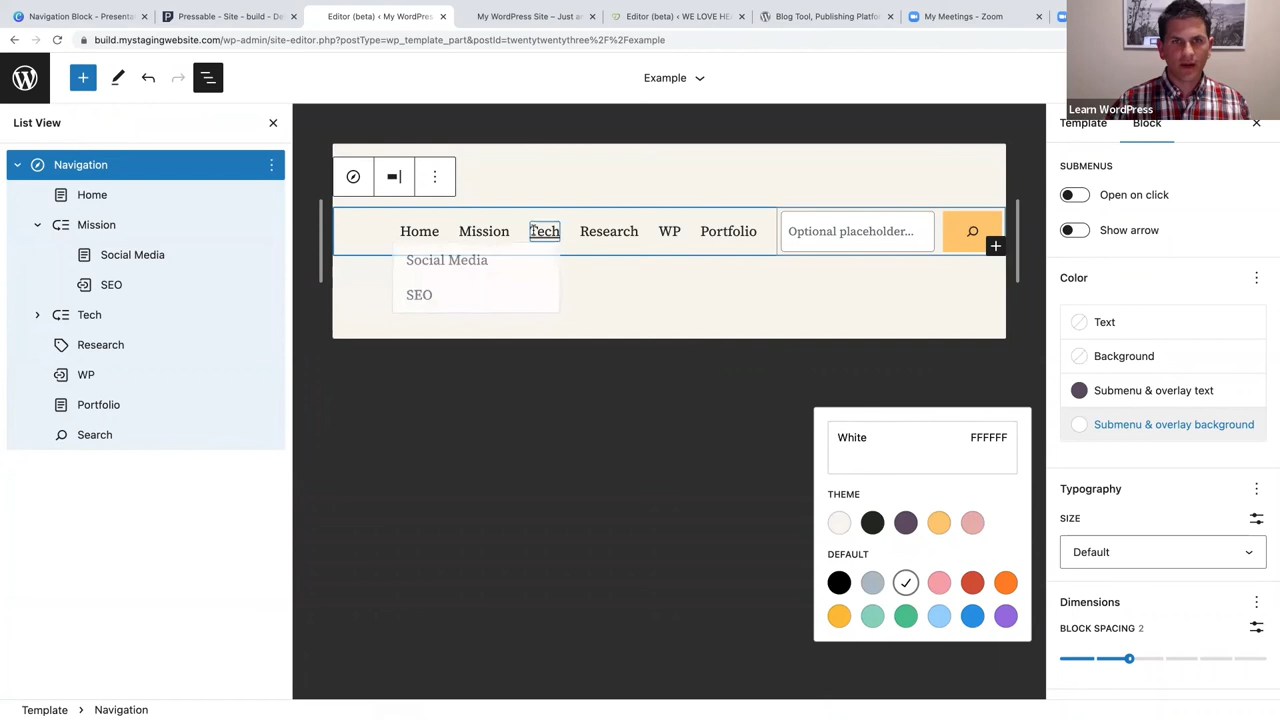 Navigation Block - Presenta
Pressable - Site - build - De
Editor (beta) ‹ My WordPres
My WordPress Site – Just an
Editor (beta) ‹ WE LOVE HEA
Blog Tool, Publishing Platfo
My Meetings - Zoom
build.mystagingwebsite.com/wp-admin/site-editor.php?postType=wp_template_part&postId=twentytwentythree%2F%2Fexample
Example
Learn WordPress
List View
Navigation
Home
Mission
Social Media
SEO
Tech
Research
WP
Portfolio
Search
Home Mission Tech Research WP Portfolio
Optional placeholder...
Social Media
SEO
White FFFFFF
THEME
DEFAULT
Template Block
SUBMENUS
Open on click
Show arrow
Color
Text
Background
Submenu & overlay text
Submenu & overlay background
Typography
SIZE
Default
Dimensions
BLOCK SPACING 2
Template > Navigation